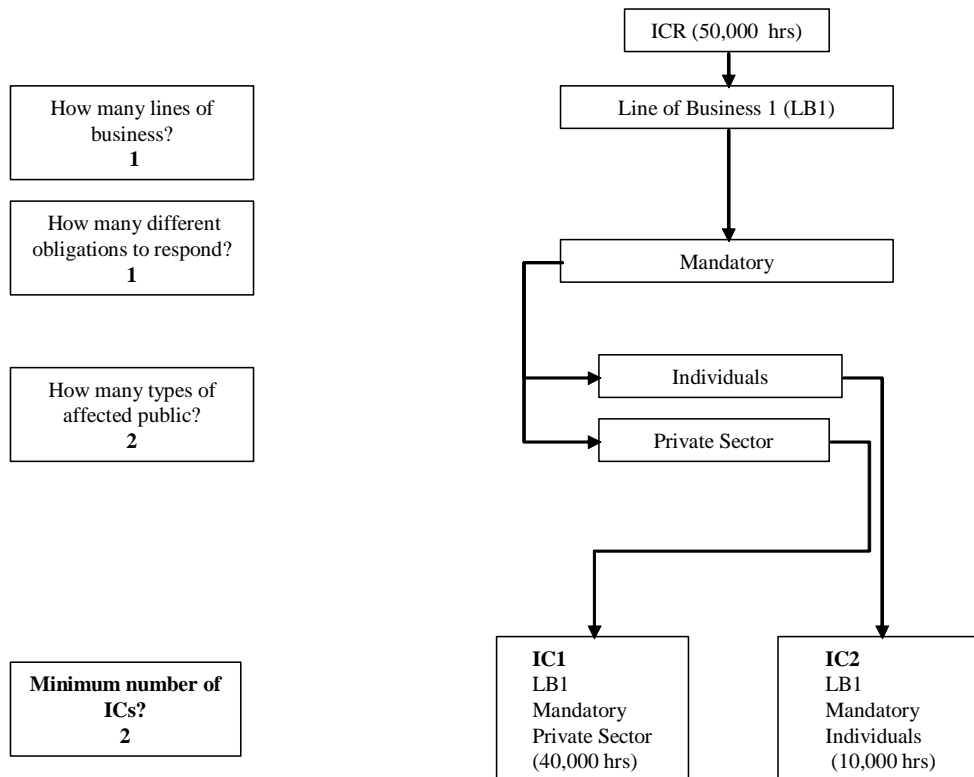 ICR (50,000 hrs)
How many lines of
business?
1
Line of Business 1 (LB1)
How many different
obligations to respond?
1
Mandatory
How many types of
affected public?
2
Individuals
Private Sector
Minimum number of
ICs?
2
IC1
LB1
Mandatory
Private Sector
(40,000 hrs)
IC2
LB1
Mandatory
Individuals
(10,000 hrs)